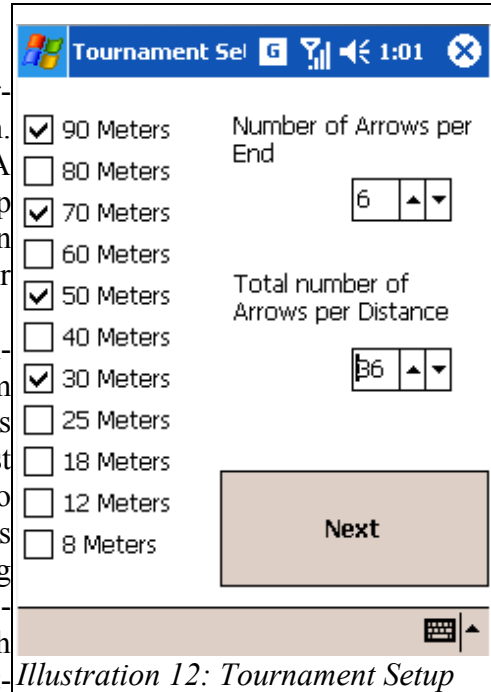 Tournament Sel G 1:01
90 Meters
80 Meters
70 Meters
60 Meters
50 Meters
40 Meters
30 Meters
25 Meters
18 Meters
12 Meters
8 Meters
Number of Arrows per
End
6
Total number of
Arrows per Distance
36
Next
Illustration 12: Tournament Setup